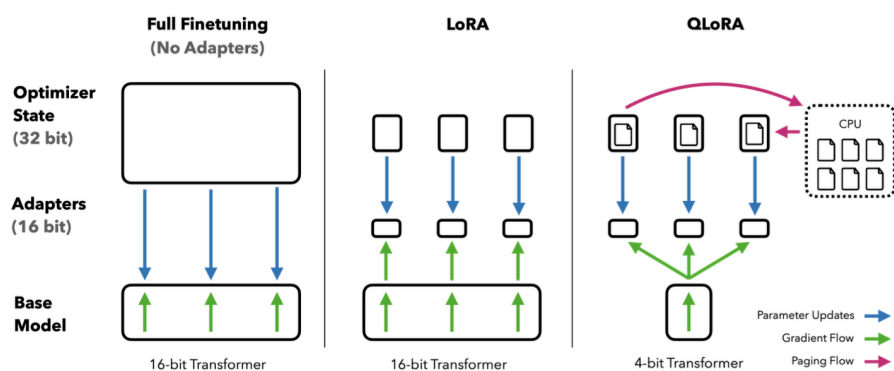 Full Finetuning
(No Adapters)
LoRA
QLoRA
Optimizer
State
(32 bit)
CPU
Adapters
(16 bit)
Base
Model
Parameter Updates
Gradient Flow
Paging Flow
16-bit Transformer
16-bit Transformer
4-bit Transformer